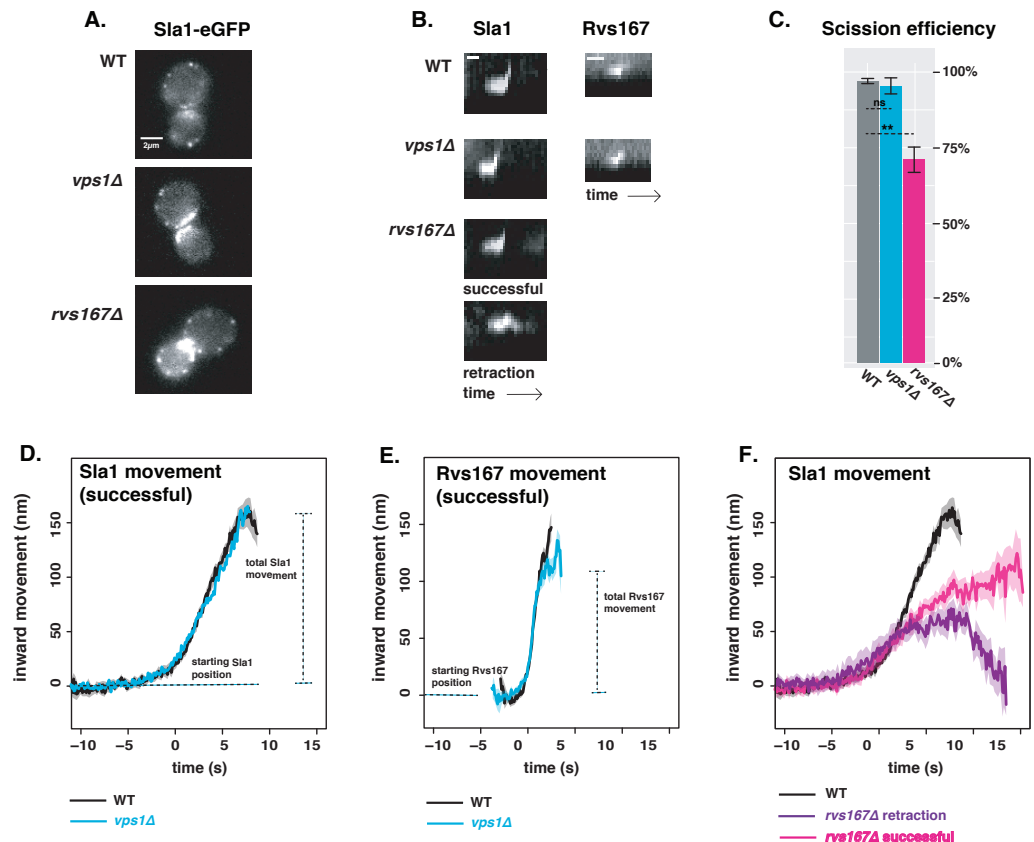 A.
Sla1-eGFP
WT
2µm
vps1Δ
rvs167Δ
B.
Sla1
Rvs167
WT
vps1Δ
time
rvs167Δ
successful
retraction
time
C.
Scission efficiency
100%
ns
**
75%
50%
25%
0%
WT
vps1Δ
rvs167Δ
D.
Sla1 movement
(successful)
inward movement (nm)
150
100
50
0
total Sla1
movement
starting Sla1
position
−10 −5 0 5 10 15
time (s)
WT
vps1Δ
E.
Rvs167 movement
(successful)
inward movement (nm)
150
100
50
0
total Rvs167
movement
starting Rvs167
position
−10 −5 0 5 10 15
time (s)
WT
vps1Δ
F.
Sla1 movement
inward movement (nm)
150
100
50
0
−10 −5 0 5 10 15
time (s)
WT
rvs167Δ retraction
rvs167Δ successful